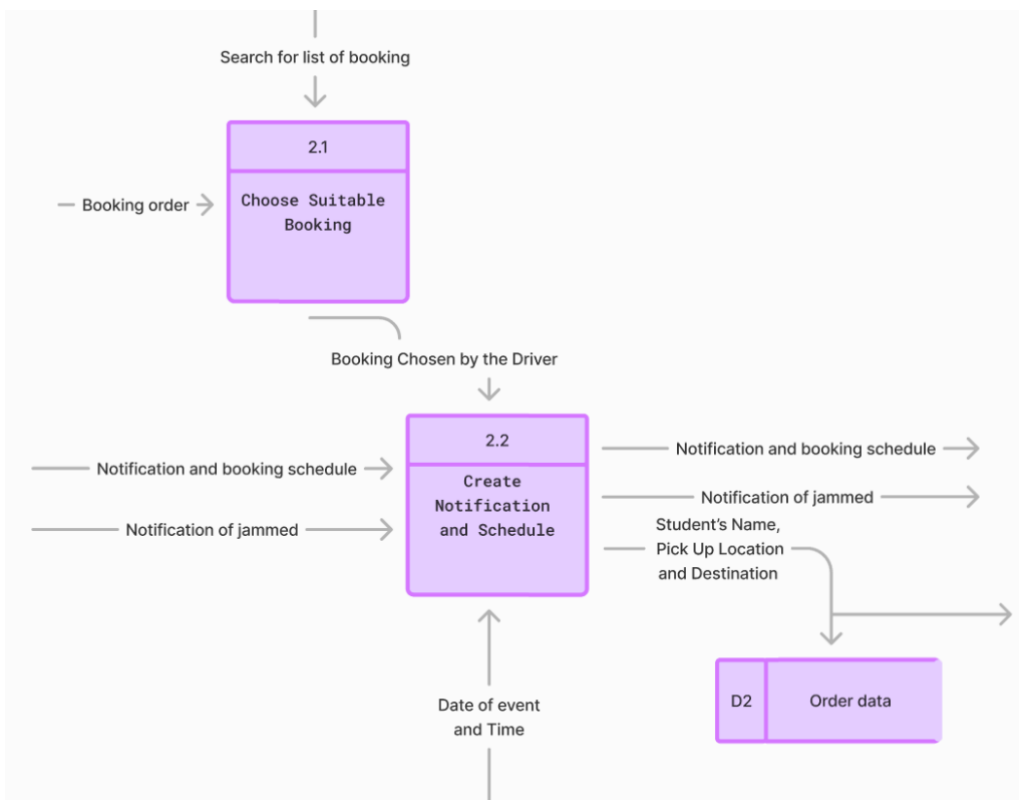 Search for list of booking
2.1
Booking order
Choose Suitable
Booking
Booking Chosen by the Driver
2.2
Notification and booking schedule
Notification of jammed
Create
Notification
and Schedule
Notification and booking schedule
Notification of jammed
Student’s Name,
Pick Up Location
and Destination
Date of event
and Time
D2
Order data